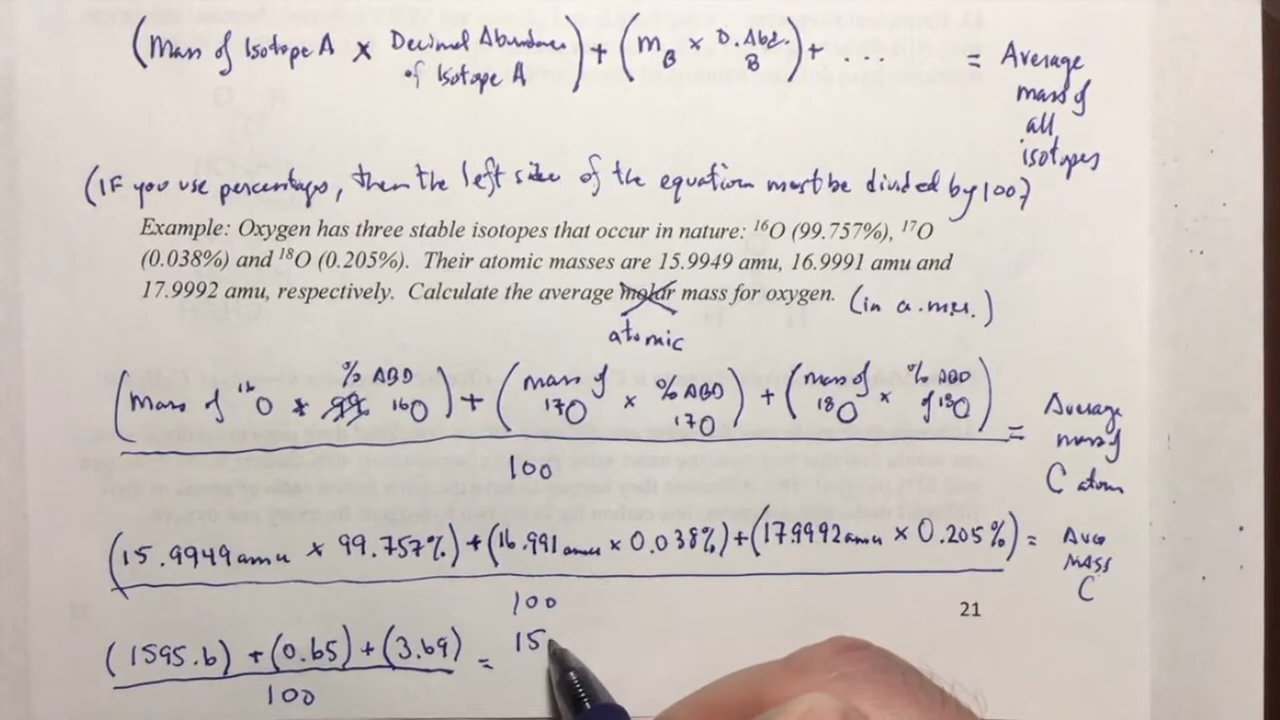 (Mass of Isotope A x Decimal Abundance of Isotope A) + (m_B x D. Abd. B) + ... = Average mass of all isotopes
(IF you use percentages, then the left side of the equation must be divided by 100)
Example: Oxygen has three stable isotopes that occur in nature: ¹⁶O (99.757%), ¹⁷O
(0.038%) and ¹⁸O (0.205%). Their atomic masses are 15.9949 amu, 16.9991 amu and
17.9992 amu, respectively. Calculate the average molar mass for oxygen. (in a.m.u.)
atomic
(Mass of ¹⁶O x 99 % ABD ¹⁶O) + (mass of ¹⁷O x % ABD ¹⁷O) + (mass of ¹⁸O x % ABD of ¹⁸O) = Average mass of C atom
100
(15.9949 amu x 99.757%) + (16.991 amu x 0.038%) + (17.9992 amu x 0.205%) = AVG MASS C
100
21
(1595.6) + (0.65) + (3.69) = 15
100